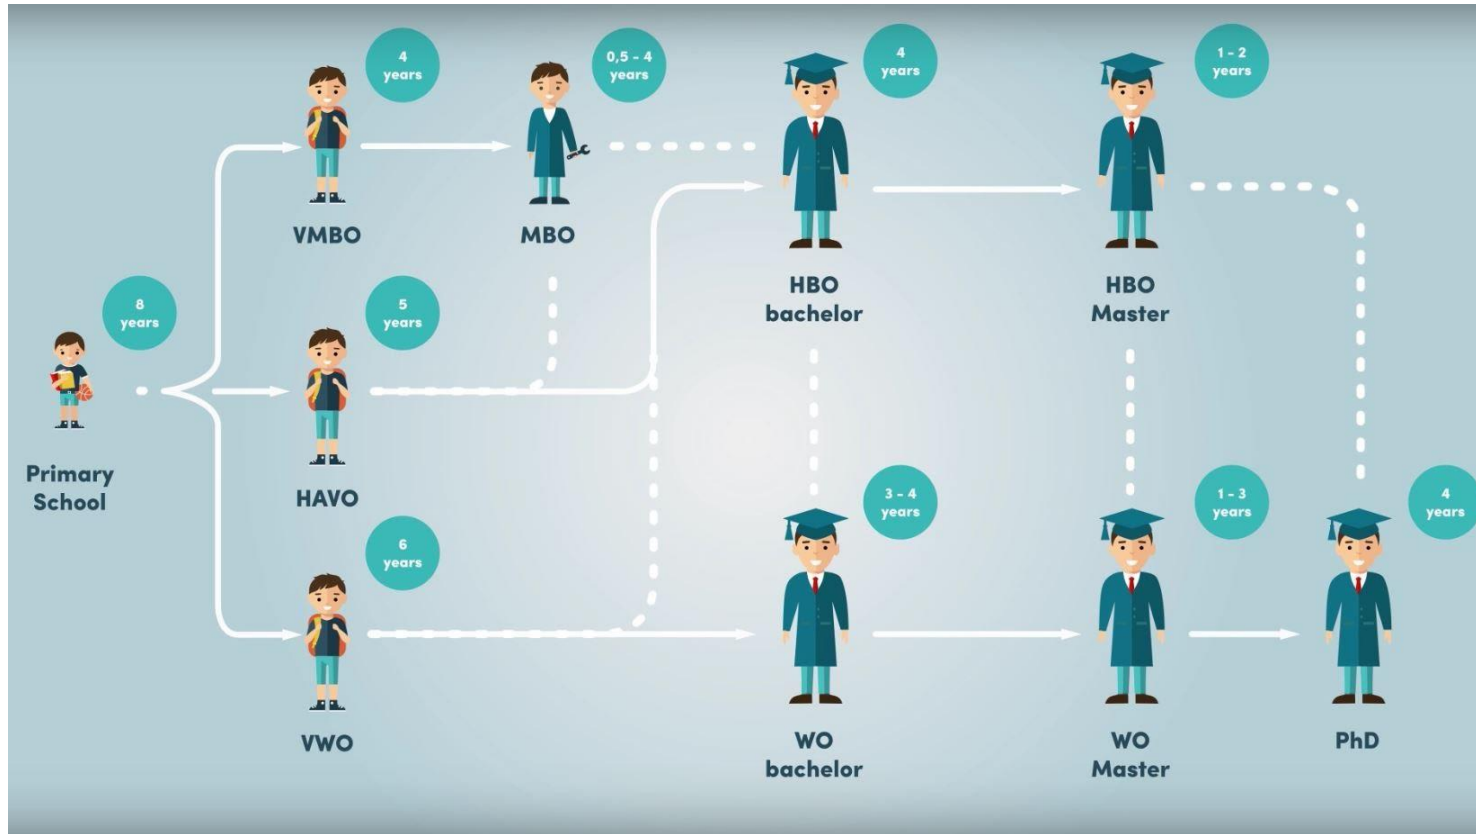 4
years
VMBO
0,5 - 4
years
MBO
4
years
HBO
bachelor
1 - 2
years
HBO
Master
8
years
Primary
School
5
years
HAVO
6
years
VWO
3 - 4
years
WO
bachelor
1 - 3
years
WO
Master
4
years
PhD